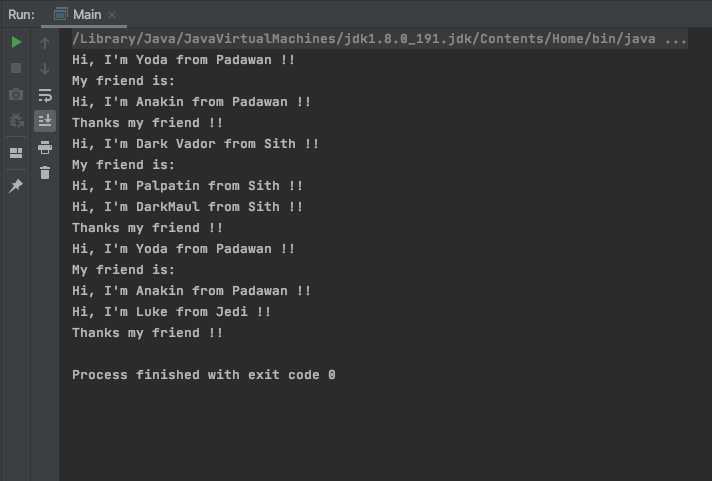 Run: Main
/Library/Java/JavaVirtualMachines/jdk1.8.0_191.jdk/Contents/Home/bin/java ...
Hi, I'm Yoda from Padawan !!
My friend is:
Hi, I'm Anakin from Padawan !!
Thanks my friend !!
Hi, I'm Dark Vador from Sith !!
My friend is:
Hi, I'm Palpatin from Sith !!
Hi, I'm DarkMaul from Sith !!
Thanks my friend !!
Hi, I'm Yoda from Padawan !!
My friend is:
Hi, I'm Anakin from Padawan !!
Hi, I'm Luke from Jedi !!
Thanks my friend !!
Process finished with exit code 0